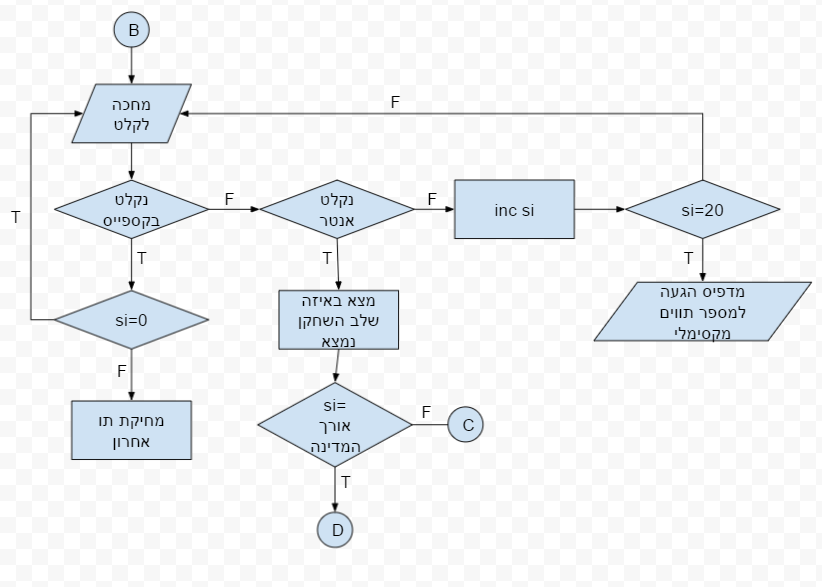 B
מחכה
לקלט
F
T
נקלט
בקספייס
F
נקלט
אנטר
F
inc si
si=20
T
T
T
si=0
מצא באיזה
שלב השחקן
נמצא
מדפיס הגעה
למספר תווים
מקסימלי
F
מחיקת תו
אחרון
si=
אורך
המדינה
F
C
T
D